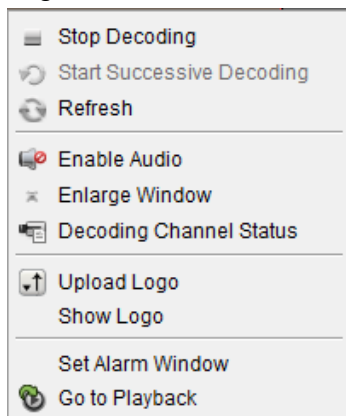 Stop Decoding
Start Successive Decoding
Refresh
Enable Audio
Enlarge Window
Decoding Channel Status
Upload Logo
Show Logo
Set Alarm Window
Go to Playback